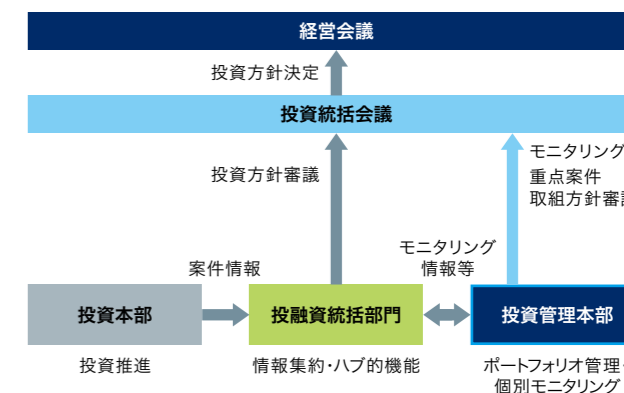 経営会議
投資方針決定
投資統括会議
投資方針審議
モニタリング
重点案件
取組方針審
モニタリング
情報等
案件情報
投資本部
投融資統括部門
投資管理本部
投資推進
情報集約・ハブ的機能
ポートフォリオ管理・
個別モニタリング